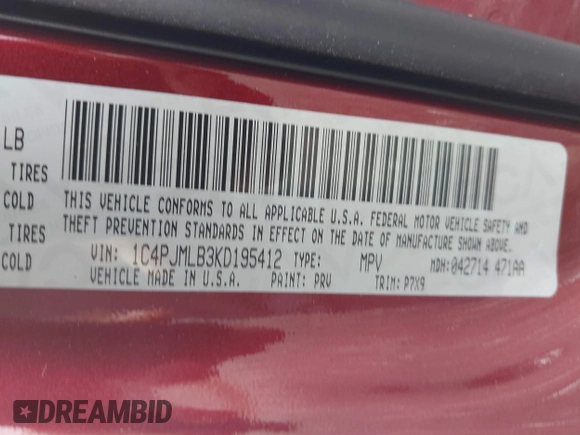 LB
TIRES
COLD
TIRES
COLD
THIS VEHICLE CONFORMS TO ALL APPLICABLE U.S.A. FEDERAL MOTOR VEHICLE SAFETY AND
THEFT PREVENTION STANDARDS IN EFFECT ON THE DATE OF MANUFACTURE SHOWN ABOVE.
VIN: 1C4PJMLB3KD195412 TYPE: MPV MDH: 042714 471AA
VEHICLE MADE IN U.S.A. PAINT: PRV TRIM: P7X9
DREAMBID